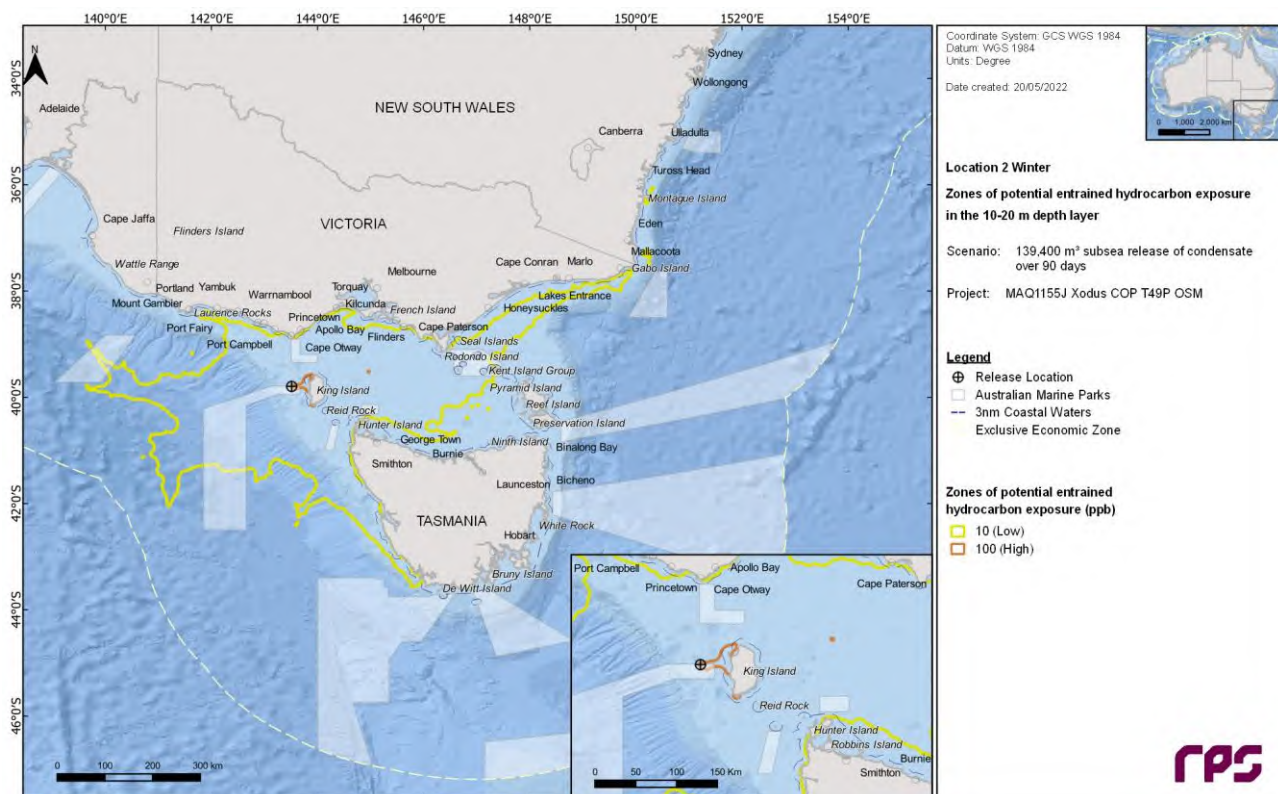 140°0'E 142°0'E 144°0'E 146°0'E 148°0'E 150°0'E 152°0'E 154°0'E
34°0'S
36°0'S
38°0'S
40°0'S
42°0'S
44°0'S
46°0'S
N
Sydney
Wollongong
NEW SOUTH WALES
Adelaide
Canberra
Ulladulla
Tuross Head
Montague Island
Cape Jaffa
Flinders Island
VICTORIA
Eden
Mallacoota
Wattle Range
Melbourne
Cape Conran
Marlo
Gabo Island
Portland
Yambuk
Torquay
Mount Gambier
Warrnambool
Kilcunda
Lakes Entrance
Laurence Rocks
Princetown
French Island
Honeysuckles
Port Fairy
Apollo Bay
Flinders
Cape Paterson
Port Campbell
Cape Otway
Seal Islands
Rodondo Island
Kent Island Group
King Island
Pyramid Island
Reid Rock
Reef Island
Hunter Island
Preservation Island
George Town
Ninth Island
Binalong Bay
Burnie
Smithton
Launceston
Bicheno
TASMANIA
White Rock
Hobart
Bruny Island
De Witt Island
0 100 200 300
km
Port Campbell
Apollo Bay
Princetown
Cape Otway
Cape Paterson
King Island
Reid Rock
Hunter Island
Robbins Island
Burnie
Smithton
0 50 100 150
Km
Coordinate System: GCS WGS 1984
Datum: WGS 1984
Units: Degree
Date created: 20/05/2022
0 1,000 2,000 km
Location 2 Winter
Zones of potential entrained hydrocarbon exposure
in the 10-20 m depth layer
Scenario: 139,400 m³ subsea release of condensate
over 90 days
Project: MAQ1155J Xodus COP T49P OSM
Legend
Release Location
Australian Marine Parks
3nm Coastal Waters
Exclusive Economic Zone
Zones of potential entrained
hydrocarbon exposure (ppb)
10 (Low)
100 (High)
rps